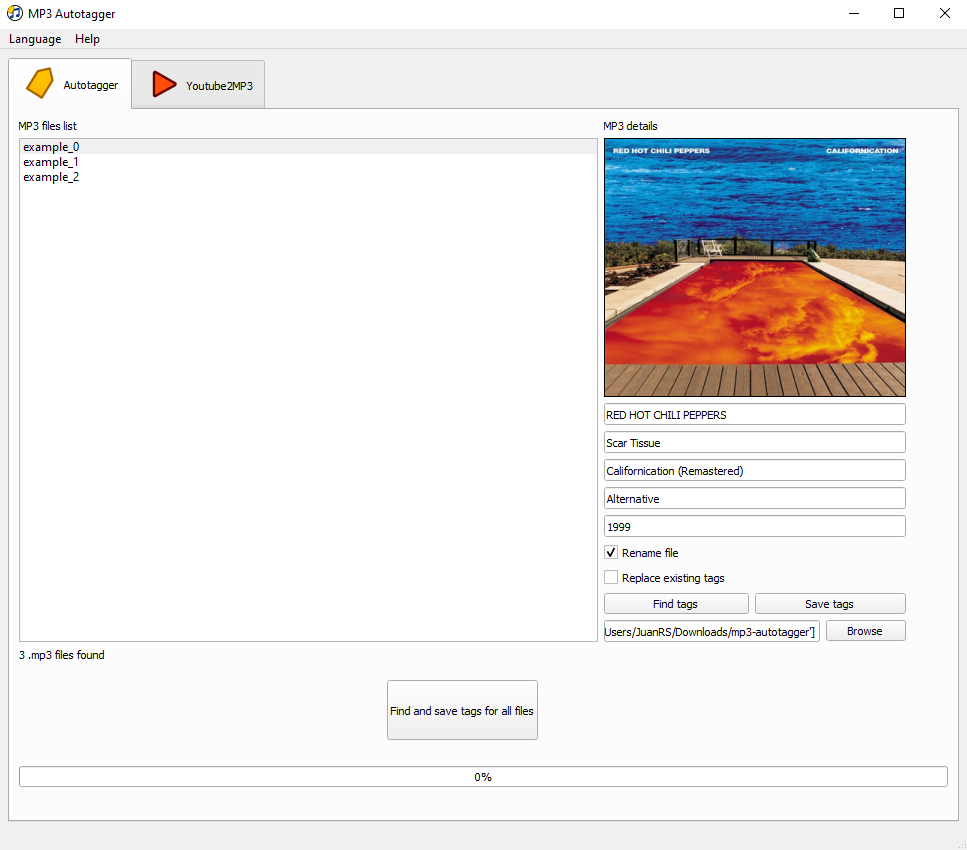 MP3 Autotagger
Language Help
Autotagger Youtube2MP3
MP3 files list
MP3 details
example_0
example_1
example_2
RED HOT CHILI PEPPERS CALIFORNICATION
RED HOT CHILI PEPPERS
Scar Tissue
Californication (Remastered)
Alternative
1999
Rename file
Replace existing tags
Find tags Save tags
Users/JuanRS/Downloads/mp3-autotagger'] Browse
3 .mp3 files found
Find and save tags for all files
0%